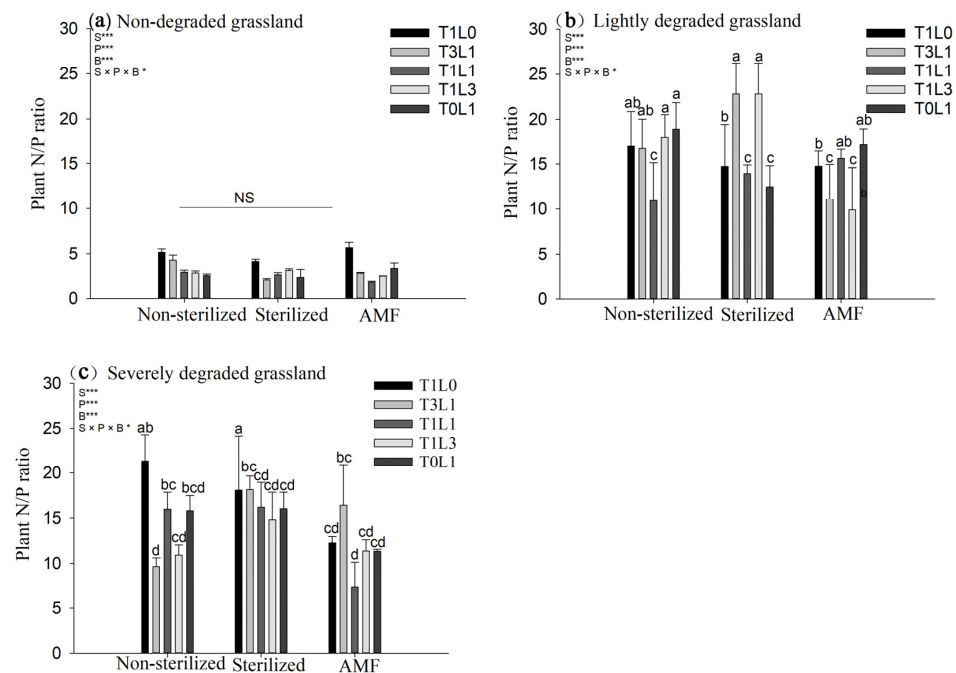 (a) Non-degraded grassland
30
25
20
15
10
5
0
Plant N/P ratio
S***
P***
B***
S × P × B *
T1L0
T3L1
T1L1
T1L3
T0L1
NS
Non-sterilized
Sterilized
AMF
(b) Lightly degraded grassland
30
25
20
15
10
5
0
Plant N/P ratio
S***
P***
B***
S × P × B *
T1L0
T3L1
T1L1
T1L3
T0L1
ab
ab
c
a
a
b
a
c
a
c
b
c
ab
c
ab
b
Non-sterilized
Sterilized
AMF
(c) Severely degraded grassland
30
25
20
15
10
5
0
Plant N/P ratio
S***
P***
B***
S × P × B *
T1L0
T3L1
T1L1
T1L3
T0L1
ab
d
bc
cd
bcd
a
bc
cd
cd
cd
cd
bc
d
cd
cd
Non-sterilized
Sterilized
AMF